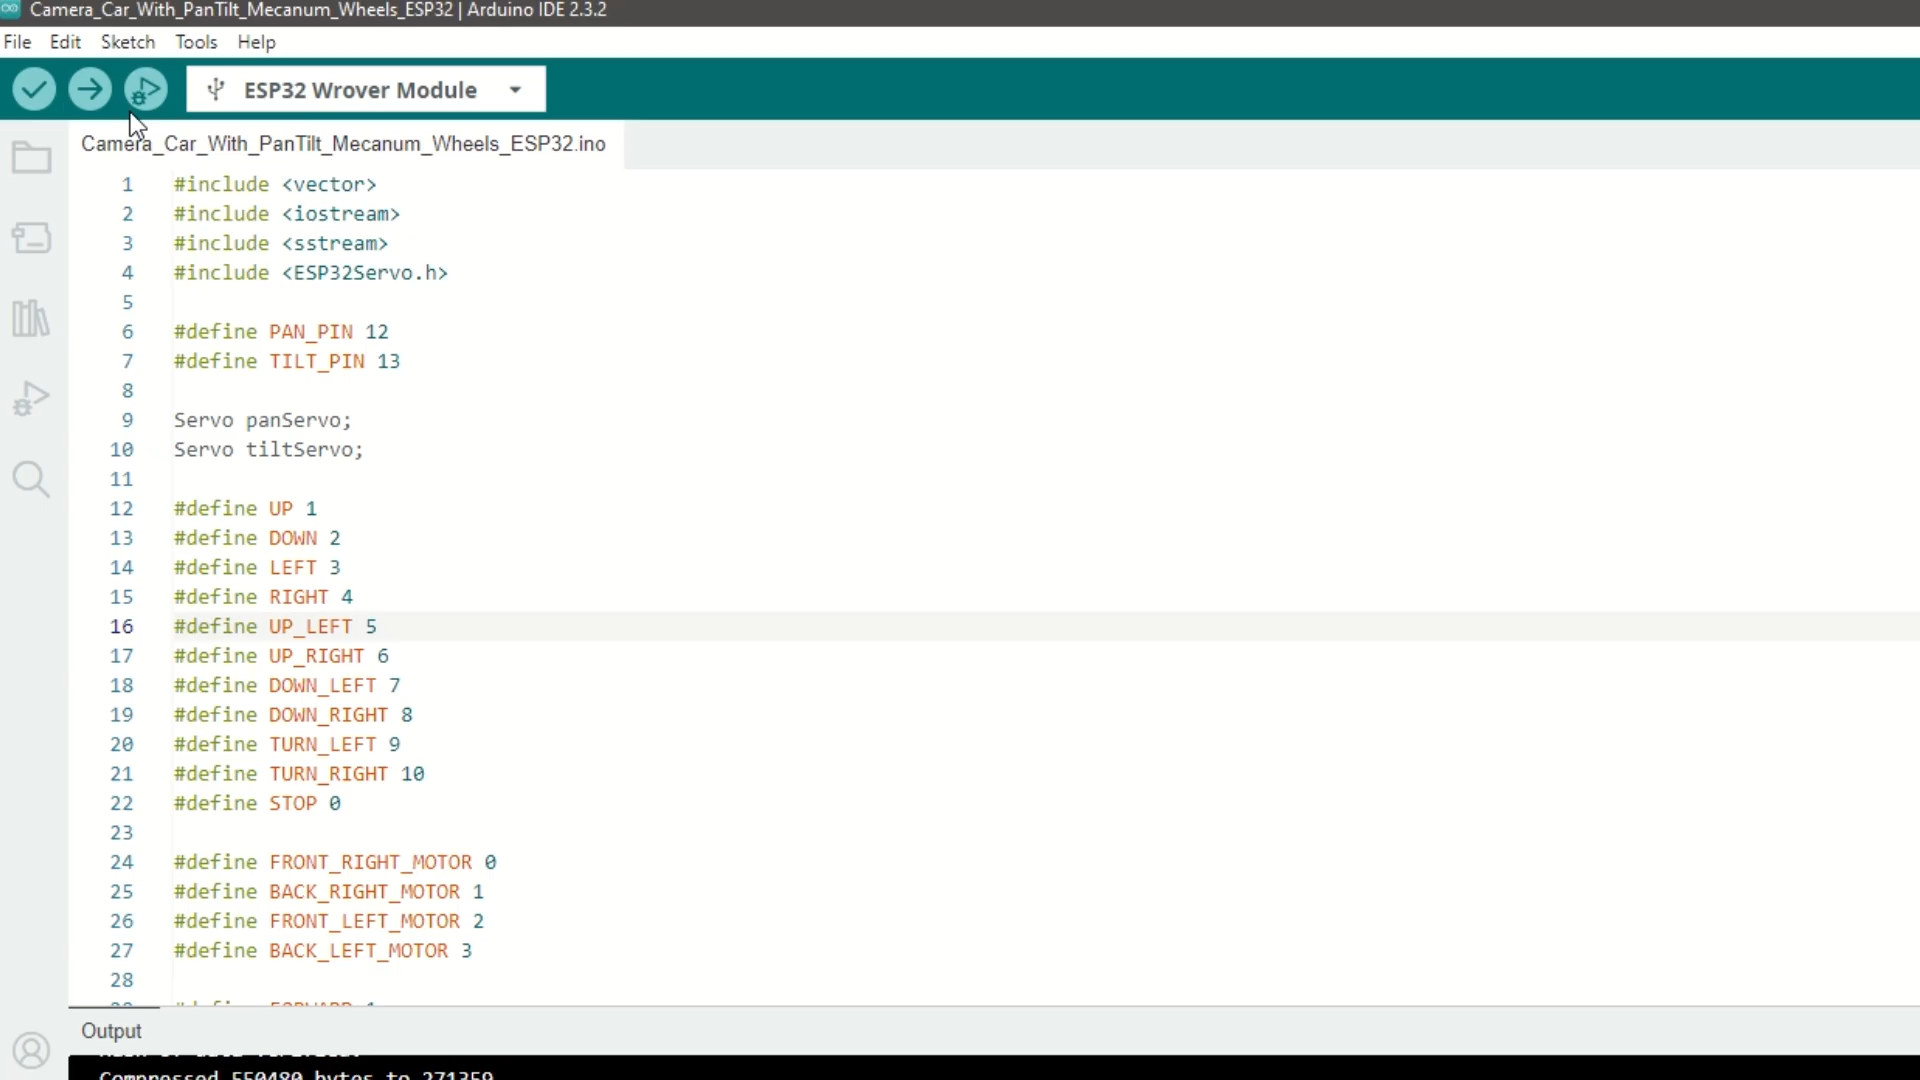 Camera_Car_With_PanTilt_Mecanum_Wheels_ESP32 | Arduino IDE 2.3.2
File Edit Sketch Tools Help
ESP32 Wrover Module
Camera_Car_With_PanTilt_Mecanum_Wheels_ESP32.ino
1 #include <vector>
2 #include <iostream>
3 #include <sstream>
4 #include <ESP32Servo.h>
5
6 #define PAN_PIN 12
7 #define TILT_PIN 13
8
9 Servo panServo;
10 Servo tiltServo;
11
12 #define UP 1
13 #define DOWN 2
14 #define LEFT 3
15 #define RIGHT 4
16 #define UP_LEFT 5
17 #define UP_RIGHT 6
18 #define DOWN_LEFT 7
19 #define DOWN_RIGHT 8
20 #define TURN_LEFT 9
21 #define TURN_RIGHT 10
22 #define STOP 0
23
24 #define FRONT_RIGHT_MOTOR 0
25 #define BACK_RIGHT_MOTOR 1
26 #define FRONT_LEFT_MOTOR 2
27 #define BACK_LEFT_MOTOR 3
28
Output
Compressed 550480 bytes to 271359